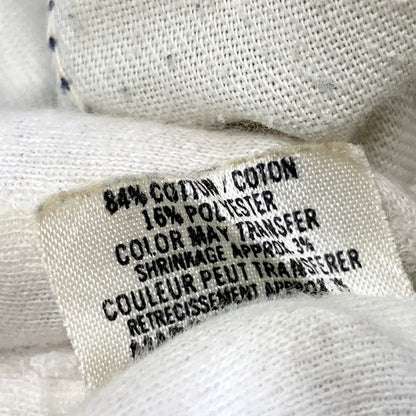 84% COTTON / COTON
16% POLYESTER
COLOR MAY TRANSFER
SHRINKAGE APPROX. 3%
COULEUR PEUT TRANSFERER
RETRECISSEMENT APPROX.